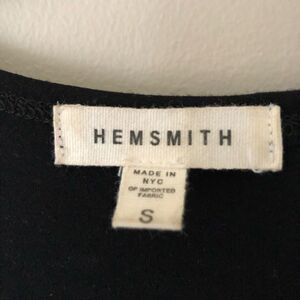 HEMSMITH
MADE IN
NYC
OF IMPORTED
FABRIC
S